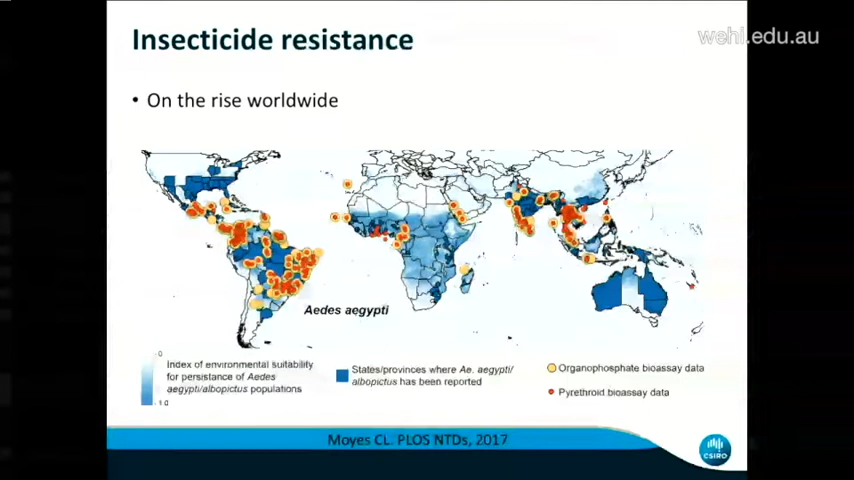 Insecticide resistance
wehi.edu.au
• On the rise worldwide
Aedes aegypti
0
Index of environmental suitability
for persistance of Aedes
aegypti/albopictus populations
1.0
States/provinces where Ae. aegypti/
albopictus has been reported
Organophosphate bioassay data
Pyrethroid bioassay data
Moyes CL. PLOS NTDs, 2017
CSIRO